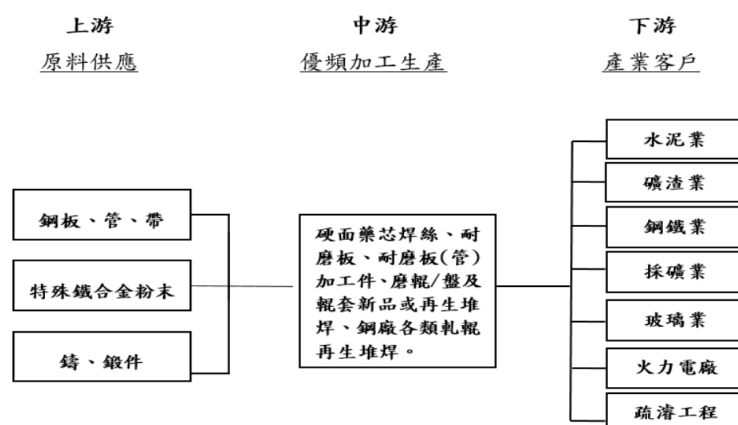 上游
原料供應
中游
優頻加工生產
下游
產業客戶
鋼板、管、帶
特殊鐵合金粉末
鑄、鍛件
硬面藥芯焊絲、耐
磨板、耐磨板(管)
加工件、磨輥/盤及
輥套新品或再生堆
焊、鋼廠各類軋輥
再生堆焊。
水泥業
礦渣業
鋼鐵業
採礦業
玻璃業
火力電廠
疏濬工程